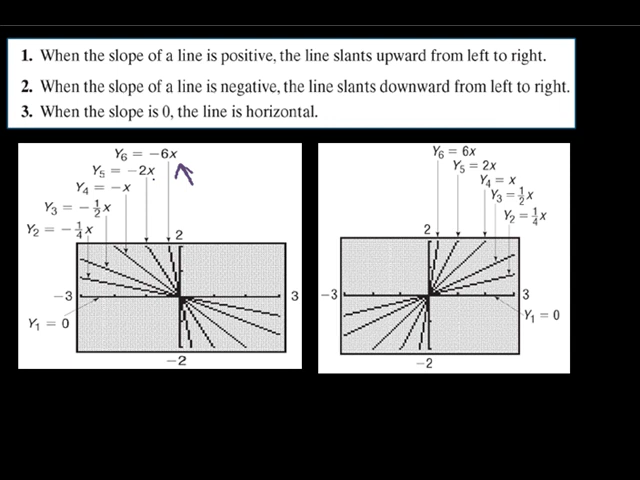 1. When the slope of a line is positive, the line slants upward from left to right.
2. When the slope of a line is negative, the line slants downward from left to right.
3. When the slope is 0, the line is horizontal.
Y₆ = −6x
Y₅ = −2x
Y₄ = −x
Y₃ = −½x
Y₂ = −¼x
2
−3
3
Y₁ = 0
−2
Y₆ = 6x
Y₅ = 2x
Y₄ = x
Y₃ = ½x
Y₂ = ¼x
2
−3
3
Y₁ = 0
−2